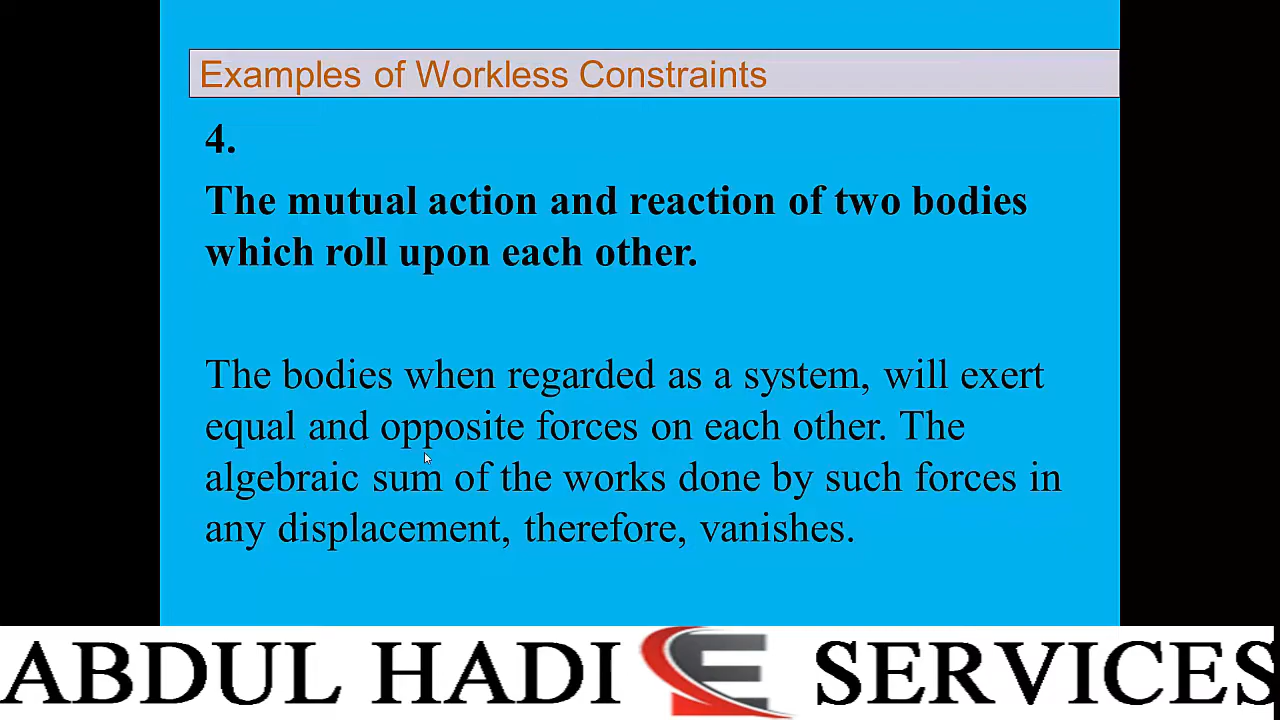 Examples of Workless Constraints
4.
The mutual action and reaction of two bodies
which roll upon each other.
The bodies when regarded as a system, will exert
equal and opposite forces on each other. The
algebraic sum of the works done by such forces in
any displacement, therefore, vanishes.
ABDUL HADI E SERVICES